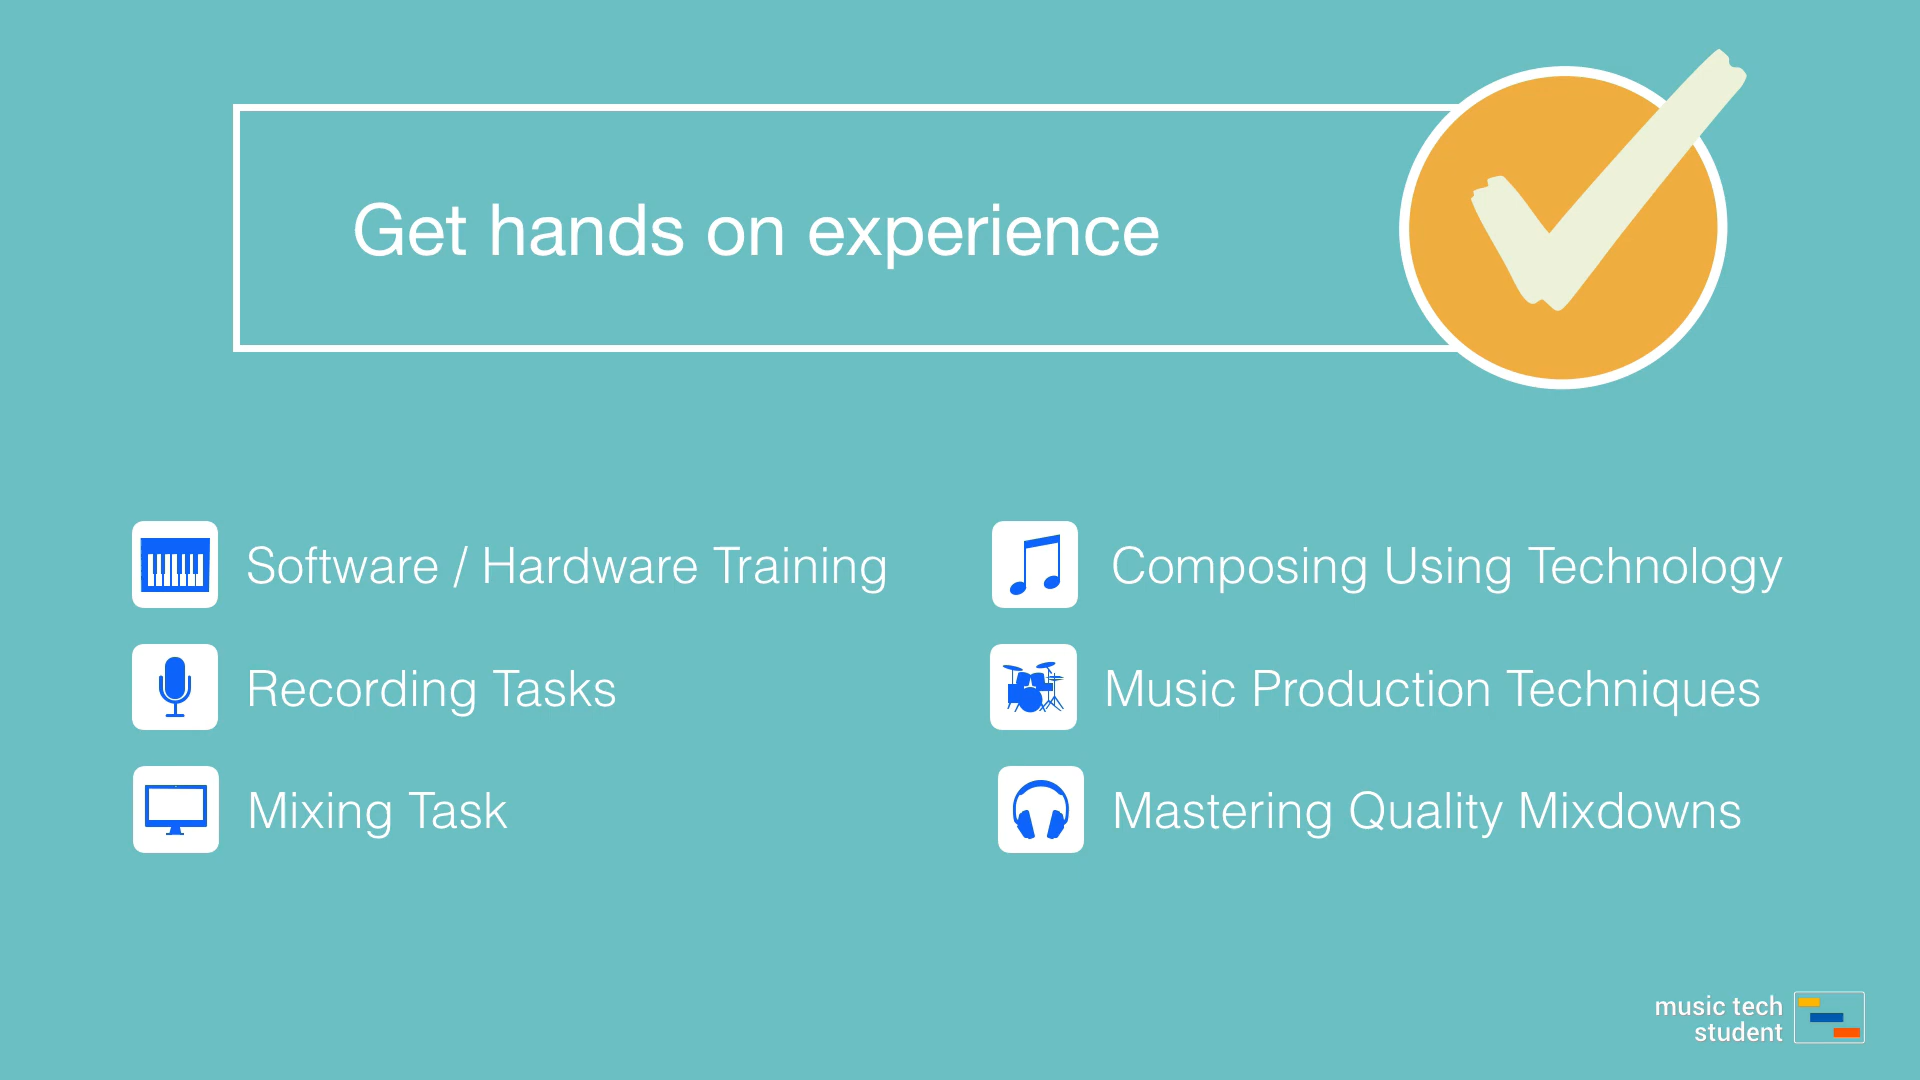 Get hands on experience
Software / Hardware Training
Recording Tasks
Mixing Task
Composing Using Technology
Music Production Techniques
Mastering Quality Mixdowns
music tech
student